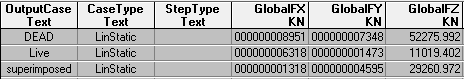 OutputCase CaseType StepType GlobalFX GlobalFY GlobalFZ
Text Text Text KN KN KN
DEAD LinStatic 000000008951 000000007348 52275.992
Live LinStatic 000000006318 000000001473 11019.402
superimposed LinStatic 000000001318 000000004595 29260.972